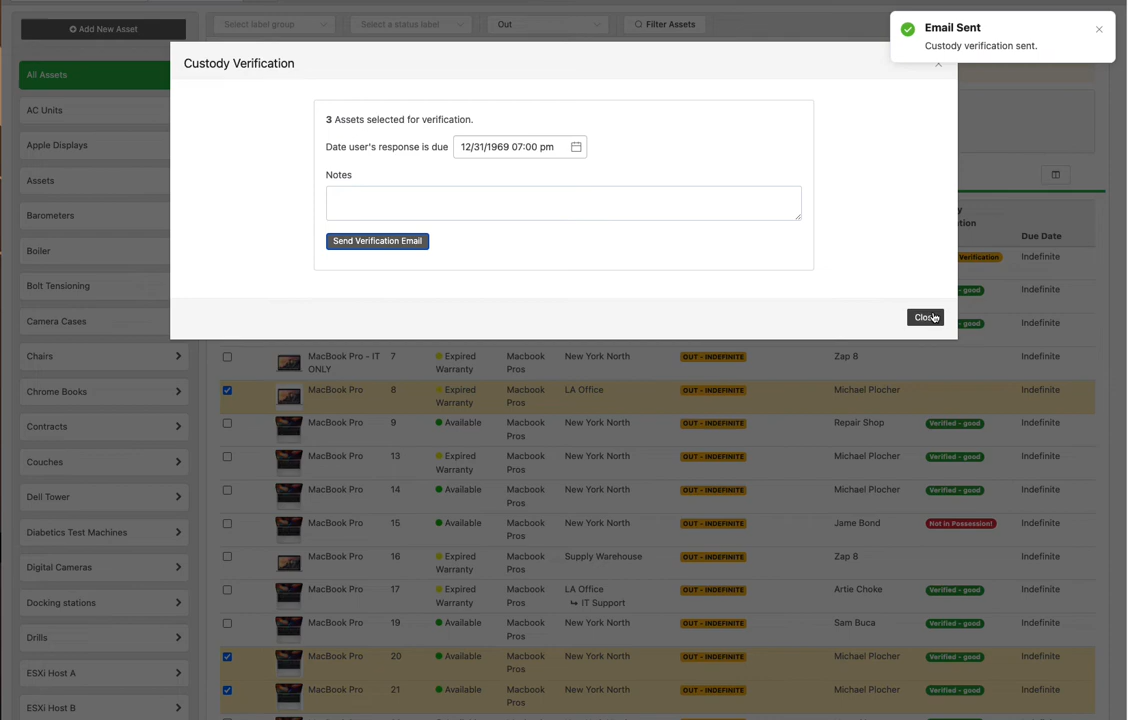 Add New Asset
Select label group
Select a status label
Out
Filter Assets
Email Sent
Custody verification sent.
Custody Verification
3 Assets selected for verification.
Date user's response is due 12/31/1969 07:00 pm
Notes
Send Verification Email
Close
All Assets
AC Units
Apple Displays
Assets
Barometers
Boiler
Bolt Tensioning
Camera Cases
Chairs
Chrome Books
Contracts
Couches
Dell Tower
Diabetics Test Machines
Digital Cameras
Docking stations
Drills
ESXi Host A
ESXi Host B
Due Date
Verification Indefinite
- good Indefinite
- good Indefinite
MacBook Pro - IT 7 Expired Macbook New York North OUT - INDEFINITE Zap 8 Indefinite
ONLY Warranty Pros
MacBook Pro 8 Expired Macbook LA Office OUT - INDEFINITE Michael Plocher Indefinite
Warranty Pros
MacBook Pro 9 Available Macbook New York North OUT - INDEFINITE Repair Shop Verified - good Indefinite
Pros
MacBook Pro 13 Expired Macbook New York North OUT - INDEFINITE Michael Plocher Verified - good Indefinite
Warranty Pros
MacBook Pro 14 Available Macbook New York North OUT - INDEFINITE Michael Plocher Verified - good Indefinite
Pros
MacBook Pro 15 Available Macbook New York North OUT - INDEFINITE Jame Bond Not in Possession! Indefinite
Pros
MacBook Pro 16 Expired Macbook Supply Warehouse OUT - INDEFINITE Zap 8 Indefinite
Warranty Pros
MacBook Pro 17 Expired Macbook LA Office OUT - INDEFINITE Artie Choke Verified - good Indefinite
Warranty Pros IT Support
MacBook Pro 19 Available Macbook New York North OUT - INDEFINITE Sam Buca Verified - good Indefinite
Pros
MacBook Pro 20 Available Macbook New York North OUT - INDEFINITE Michael Plocher Verified - good Indefinite
Pros
MacBook Pro 21 Available Macbook New York North OUT - INDEFINITE Michael Plocher Verified - good Indefinite
Pros